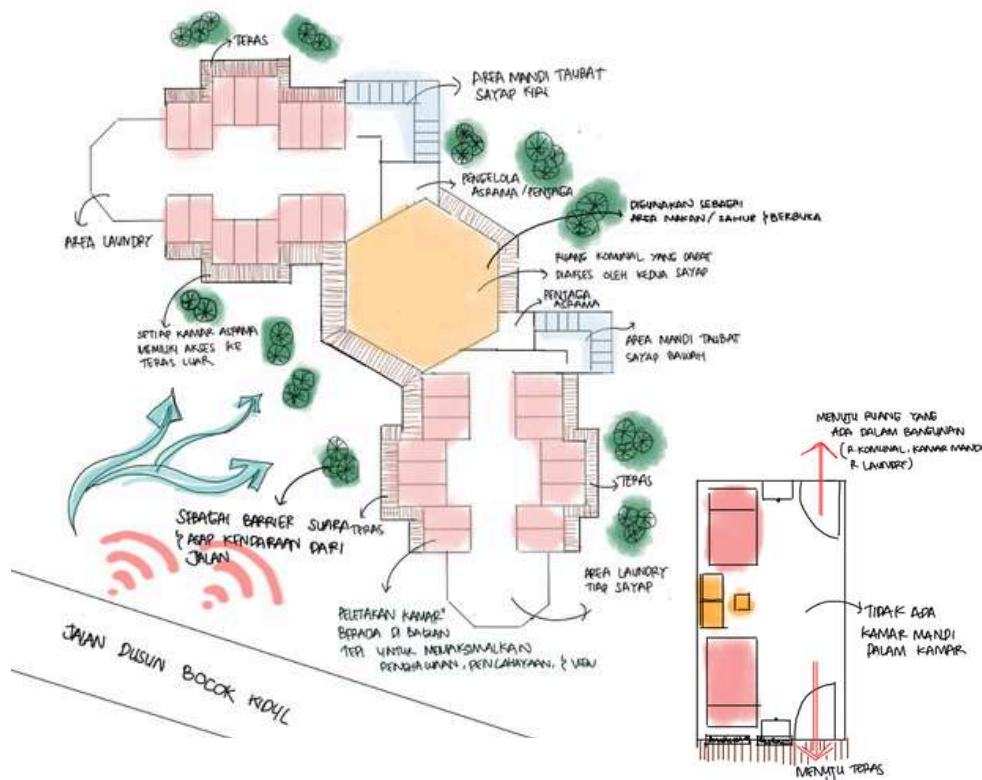 TERAS
AREA MANDI TAUBAT
SAYAP KIRI
PENGELOLA
ASRAMA/PENJAGA
DIGUNAKAN SEBAGAI
AREA MAKAN/SAHUR & BERBUKA
RUANG KOMUNAL YANG DAPAT
DIAKSES OLEH KEDUA SAYAP
PENJAGA
ASRAMA
AREA LAUNDRY
SETIAP KAMAR ASRAMA
MEMILIKI AKSES KE
TERAS LUAR
AREA MANDI TAUBAT
SAYAP BAWAH
SEBAGAI BARRIER SUARA
& ASAP KENDARAAN DARI
JALAN
TERAS
TERAS
AREA LAUNDRY
TIAP SAYAP
PELETAKAN KAMAR"
BERADA DI BAGIAN
TEPI UNTUK MEMAKSIMALKAN
PENGHAWAAN, PENCAHAYAAN, & VIEW
JALAN DUSUN BOCOK KIDUL
MENUJU RUANG YANG
ADA DALAM BANGUNAN
(R. KOMUNAL, KAMAR MANDI
R LAUNDRY)
TIDAK ADA
KAMAR MANDI
DALAM KAMAR
MENUJU TERAS